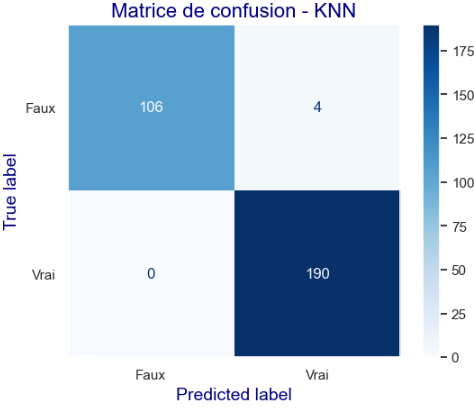 Matrice de confusion - KNN
True label
Faux
106
4
Vrai
0
190
Faux
Vrai
Predicted label
175
150
125
100
75
50
25
0